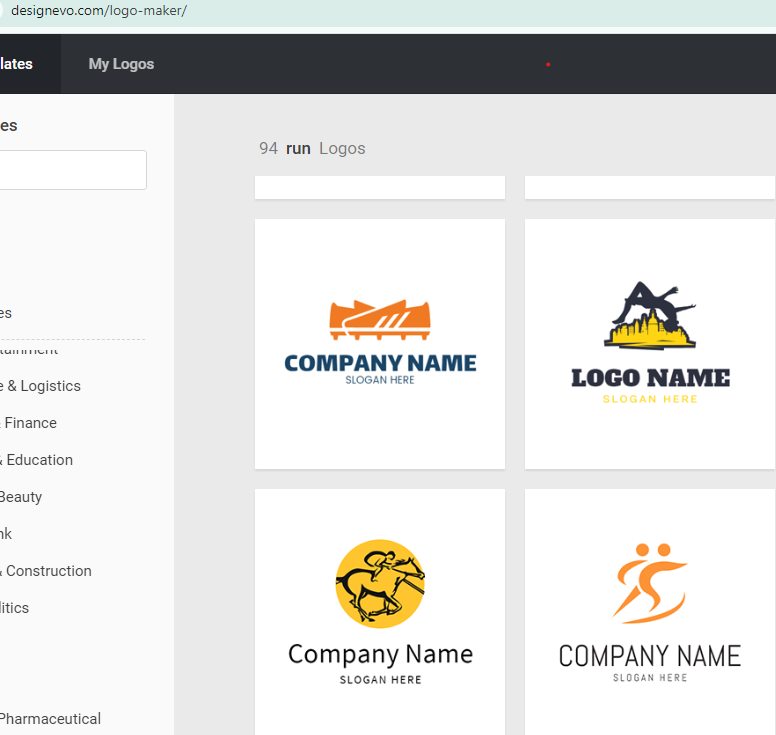 designevo.com/logo-maker/
lates
My Logos
es
94 run Logos
es
tainment
e & Logistics
& Finance
& Education
Beauty
nk
& Construction
litics
Pharmaceutical
COMPANY NAME
SLOGAN HERE
LOGO NAME
SLOGAN HERE
Company Name
SLOGAN HERE
COMPANY NAME
SLOGAN HERE